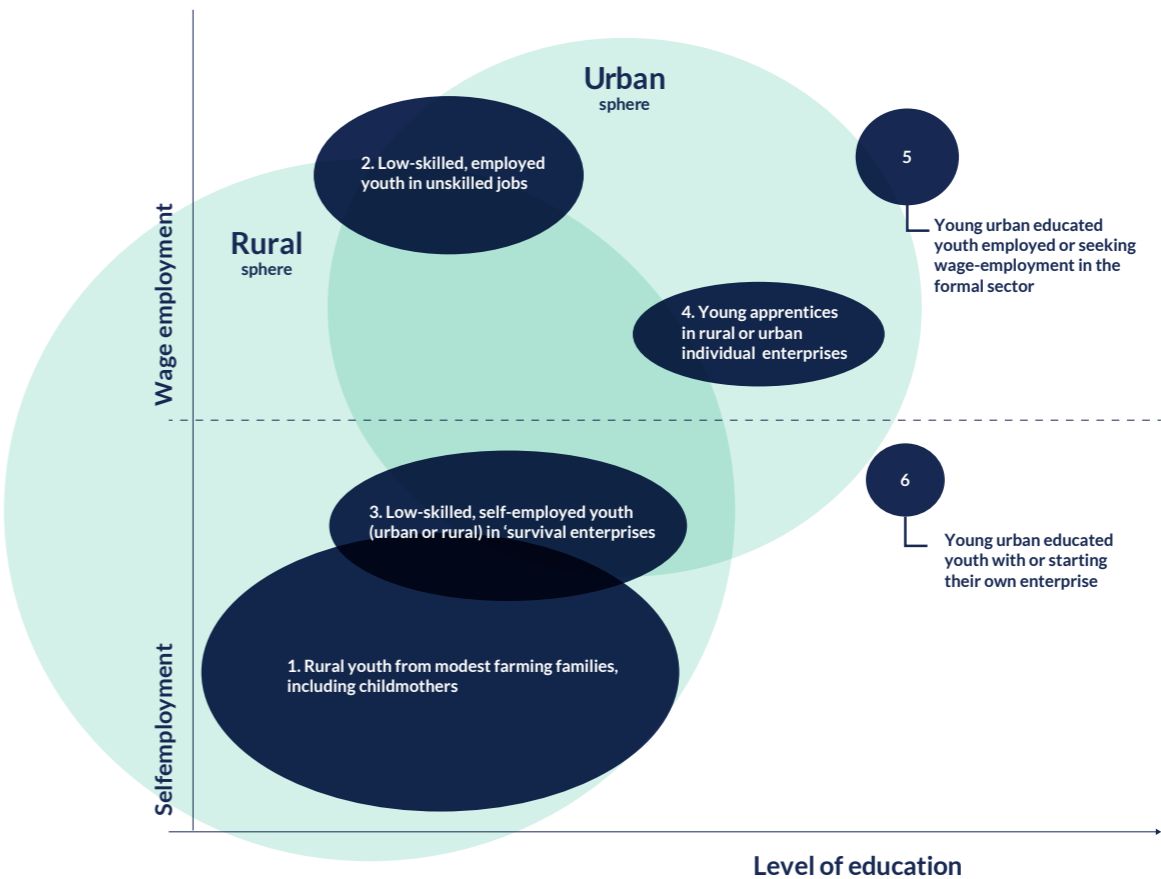 Urban
sphere
2. Low-skilled, employed
youth in unskilled jobs
5
Young urban educated
youth employed or seeking
wage-employment in the
formal sector
Rural
sphere
Wage employment
4. Young apprentices
in rural or urban
individual enterprises
3. Low-skilled, self-employed youth
(urban or rural) in ‘survival enterprises
6
Young urban educated
youth with or starting
their own enterprise
1. Rural youth from modest farming families,
including childmothers
Selfemployment
Level of education